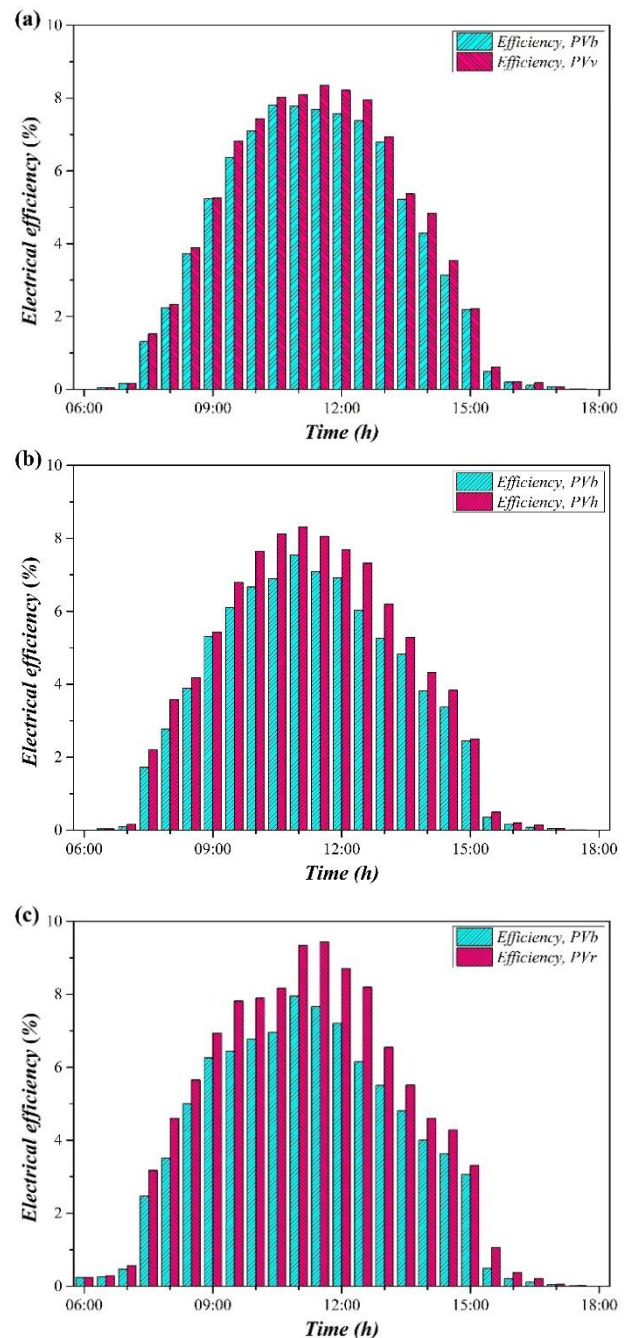 (a)
10
Efficiency, PVb
Efficiency, PVv
8
6
4
2
0
Electrical efficiency (%)
06:00 09:00 12:00 15:00 18:00
Time (h)
(b)
10
Efficiency, PVb
Efficiency, PVh
8
6
4
2
0
Electrical efficiency (%)
06:00 09:00 12:00 15:00 18:00
Time (h)
(c)
10
Efficiency, PVb
Efficiency, PVr
8
6
4
2
0
Electrical efficiency (%)
06:00 09:00 12:00 15:00 18:00
Time (h)